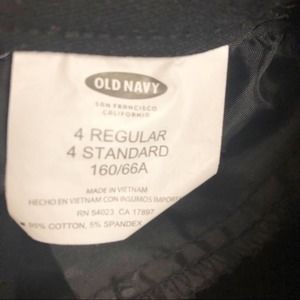 OLD NAVY
SAN FRANCISCO
CALIFORNIA
4 REGULAR
4 STANDARD
160/66A
MADE IN VIETNAM
HECHO EN VIETNAM CON INSUMOS IMPOR
RN 54023 CA 17897
COTTON, 5% SPANDEX